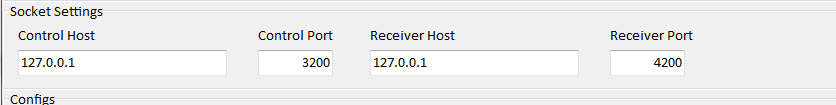 Socket Settings
Control Host Control Port Receiver Host Receiver Port
127.0.0.1 3200 127.0.0.1 4200
Configs